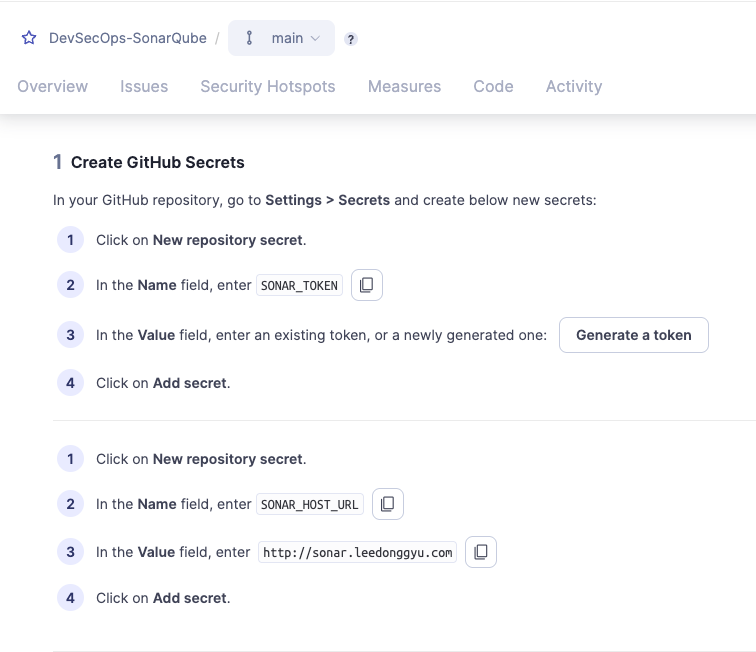 DevSecOps-SonarQube / main ?
Overview Issues Security Hotspots Measures Code Activity
1 Create GitHub Secrets
In your GitHub repository, go to Settings > Secrets and create below new secrets:
1 Click on New repository secret.
2 In the Name field, enter SONAR_TOKEN
3 In the Value field, enter an existing token, or a newly generated one: Generate a token
4 Click on Add secret.
1 Click on New repository secret.
2 In the Name field, enter SONAR_HOST_URL
3 In the Value field, enter http://sonar.leedonggyu.com
4 Click on Add secret.